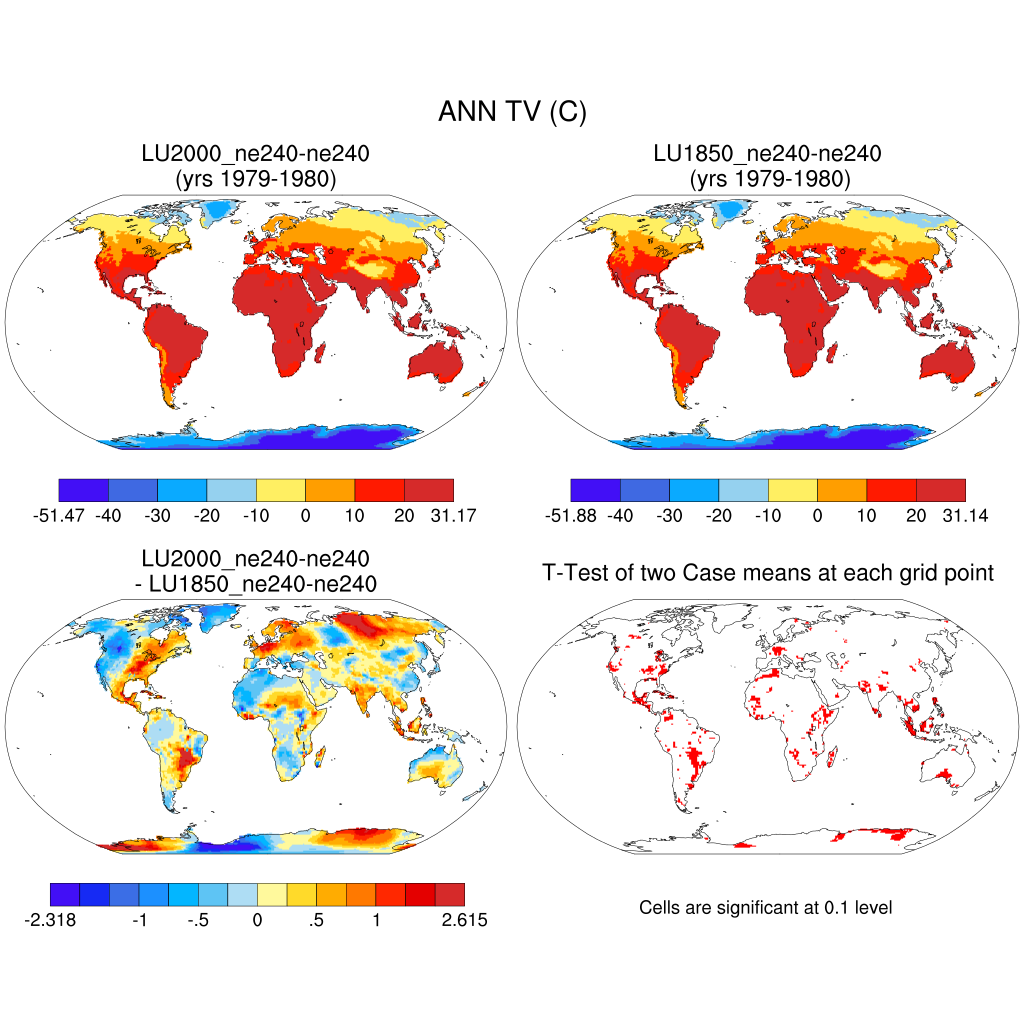 ANN TV (C)
LU2000_ne240-ne240
(yrs 1979-1980)
LU1850_ne240-ne240
(yrs 1979-1980)
-51.47 -40 -30 -20 -10 0 10 20 31.17
-51.88 -40 -30 -20 -10 0 10 20 31.14
LU2000_ne240-ne240
- LU1850_ne240-ne240
T-Test of two Case means at each grid point
-2.318 -1 -.5 0 .5 1 2.615
Cells are significant at 0.1 level